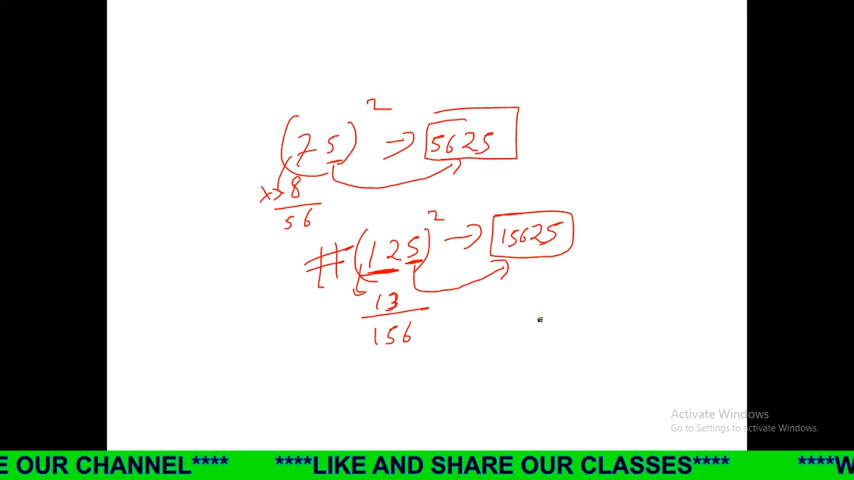 (75)² → 5625
×→ 8
56
# (125)² → 15625
13
156
Activate Windows
Go to Settings to activate Windows.
E OUR CHANNEL**** ****LIKE AND SHARE OUR CLASSES**** ****W